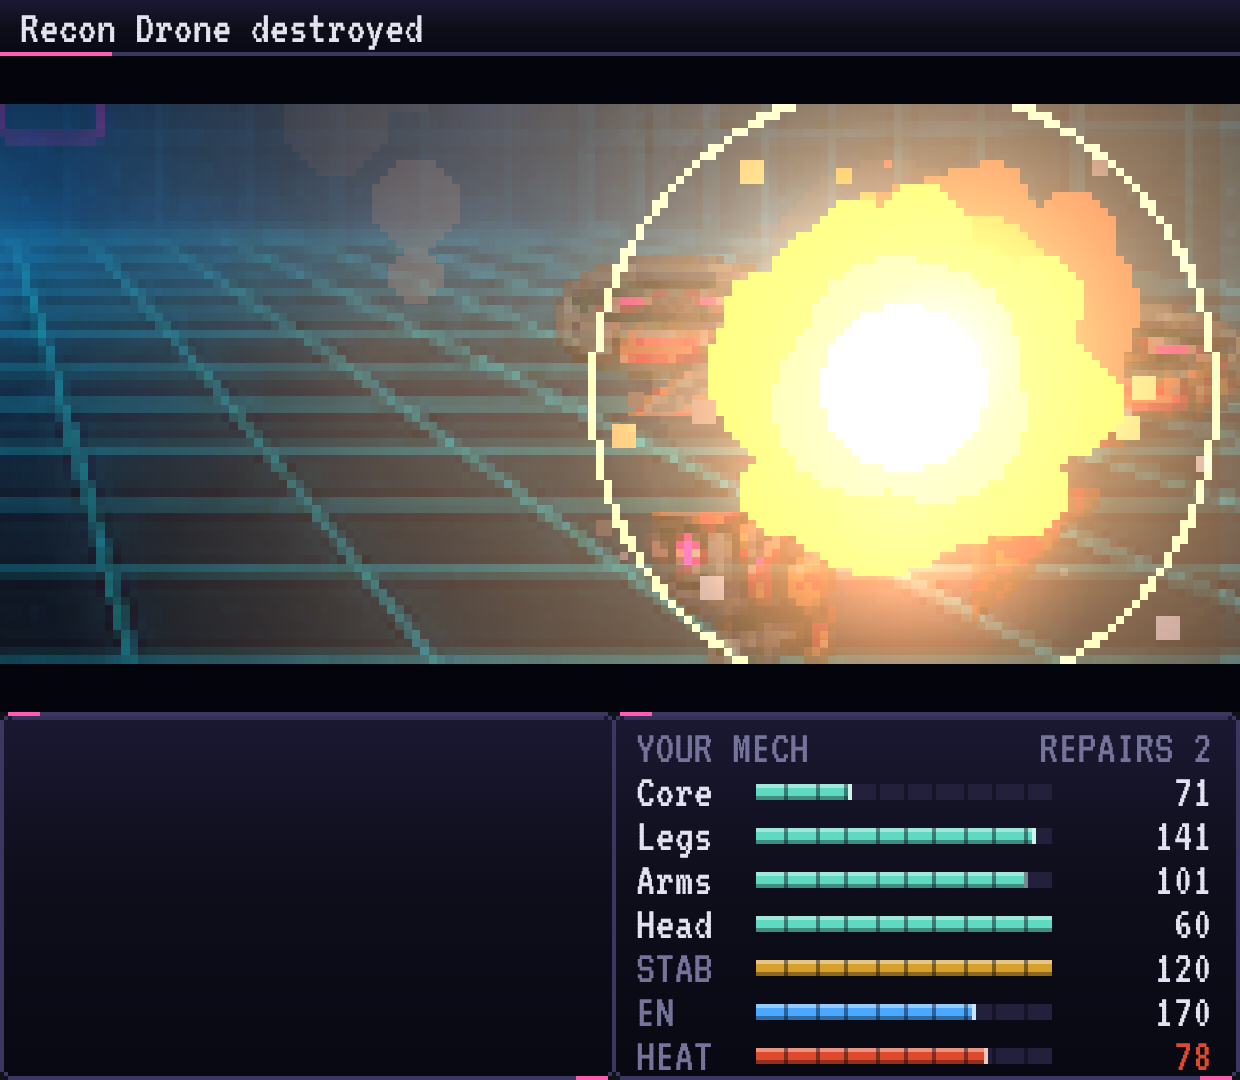 Recon Drone destroyed
YOUR MECH REPAIRS 2
Core 71
Legs 141
Arms 101
Head 60
STAB 120
EN 170
HEAT 78